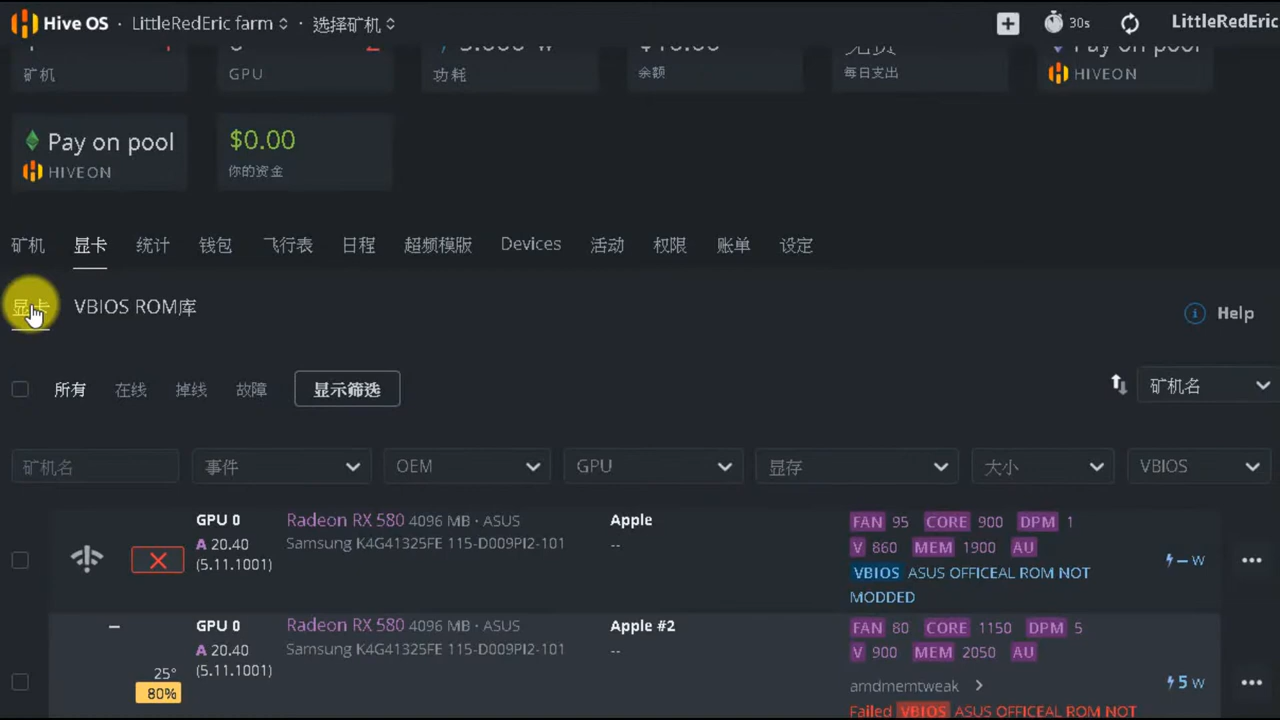 Hive OS · LittleRedEric farm 选择矿机 30s LittleRedEric
矿机 GPU 功耗 余额 每日支出 Pay on pool
HIVEON
Pay on pool $0.00
HIVEON 你的资金
矿机 显卡 统计 钱包 飞行表 日程 超频模版 Devices 活动 权限 账单 设定
显卡 VBIOS ROM库 Help
所有 在线 掉线 故障 显示筛选 矿机名
矿机名 事件 OEM GPU 显存 大小 VBIOS
GPU 0 Radeon RX 580 4096 MB · ASUS Apple FAN 95 CORE 900 DPM 1
A 20.40 Samsung K4G41325FE 115-D009PI2-101 -- V 860 MEM 1900 AU
(5.11.1001) VBIOS ASUS OFFICEAL ROM NOT – W
MODDED
GPU 0 Radeon RX 580 4096 MB · ASUS Apple #2 FAN 80 CORE 1150 DPM 5
A 20.40 Samsung K4G41325FE 115-D009PI2-101 -- V 900 MEM 2050 AU
(5.11.1001)
25° amdmemtweak > 5 W
80% Failed VBIOS ASUS OFFICEAL ROM NOT